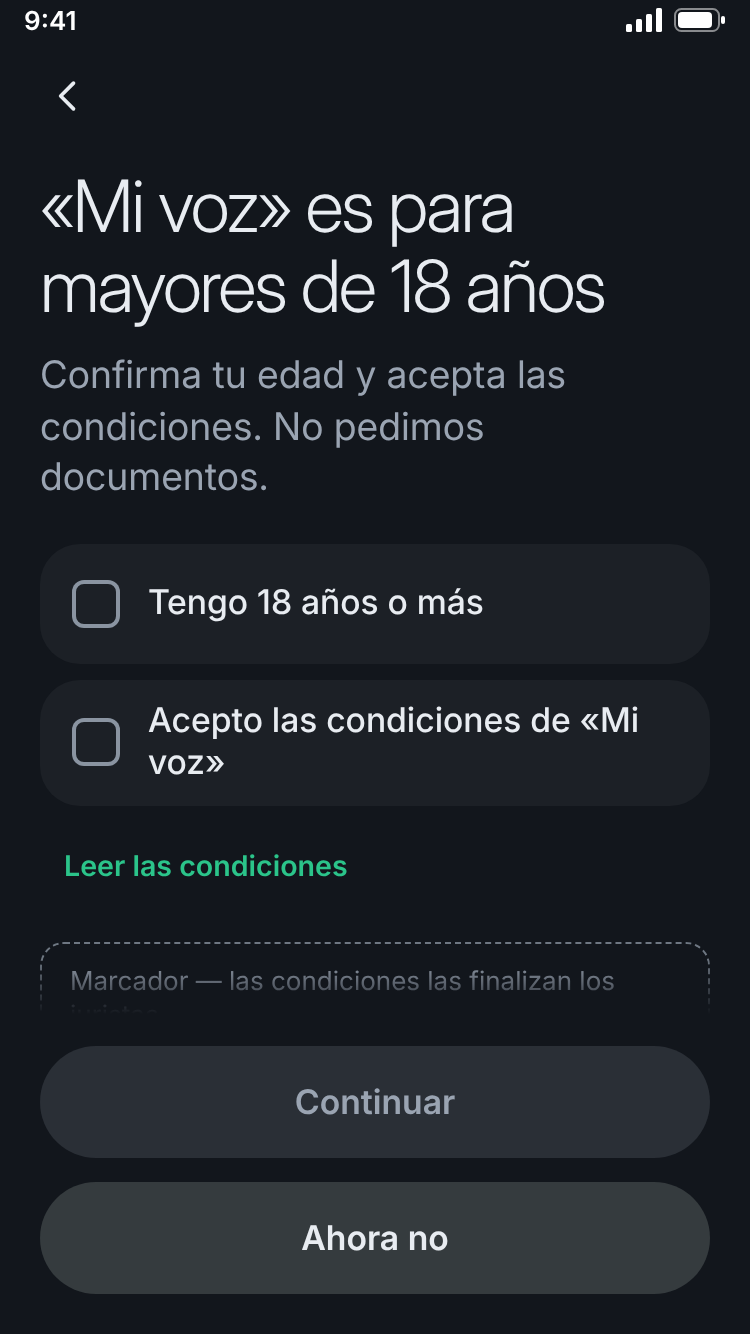 9:41
«Mi voz» es para
mayores de 18 años
Confirma tu edad y acepta las
condiciones. No pedimos
documentos.
Tengo 18 años o más
Acepto las condiciones de «Mi
voz»
Leer las condiciones
Marcador — las condiciones las finalizan los
Continuar
Ahora no